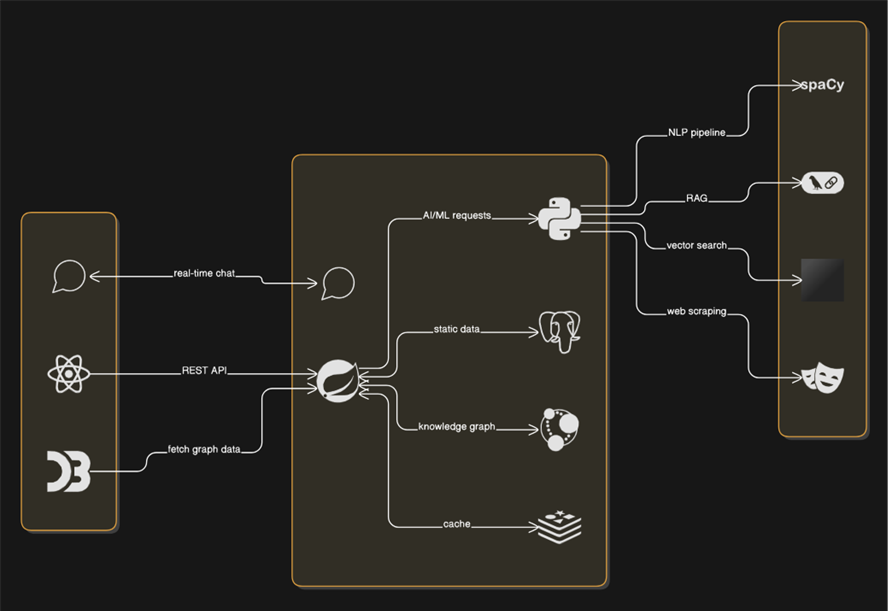 spaCy
NLP pipeline
RAG
vector search
web scraping
AI/ML requests
real-time chat
static data
REST API
knowledge graph
fetch graph data
cache